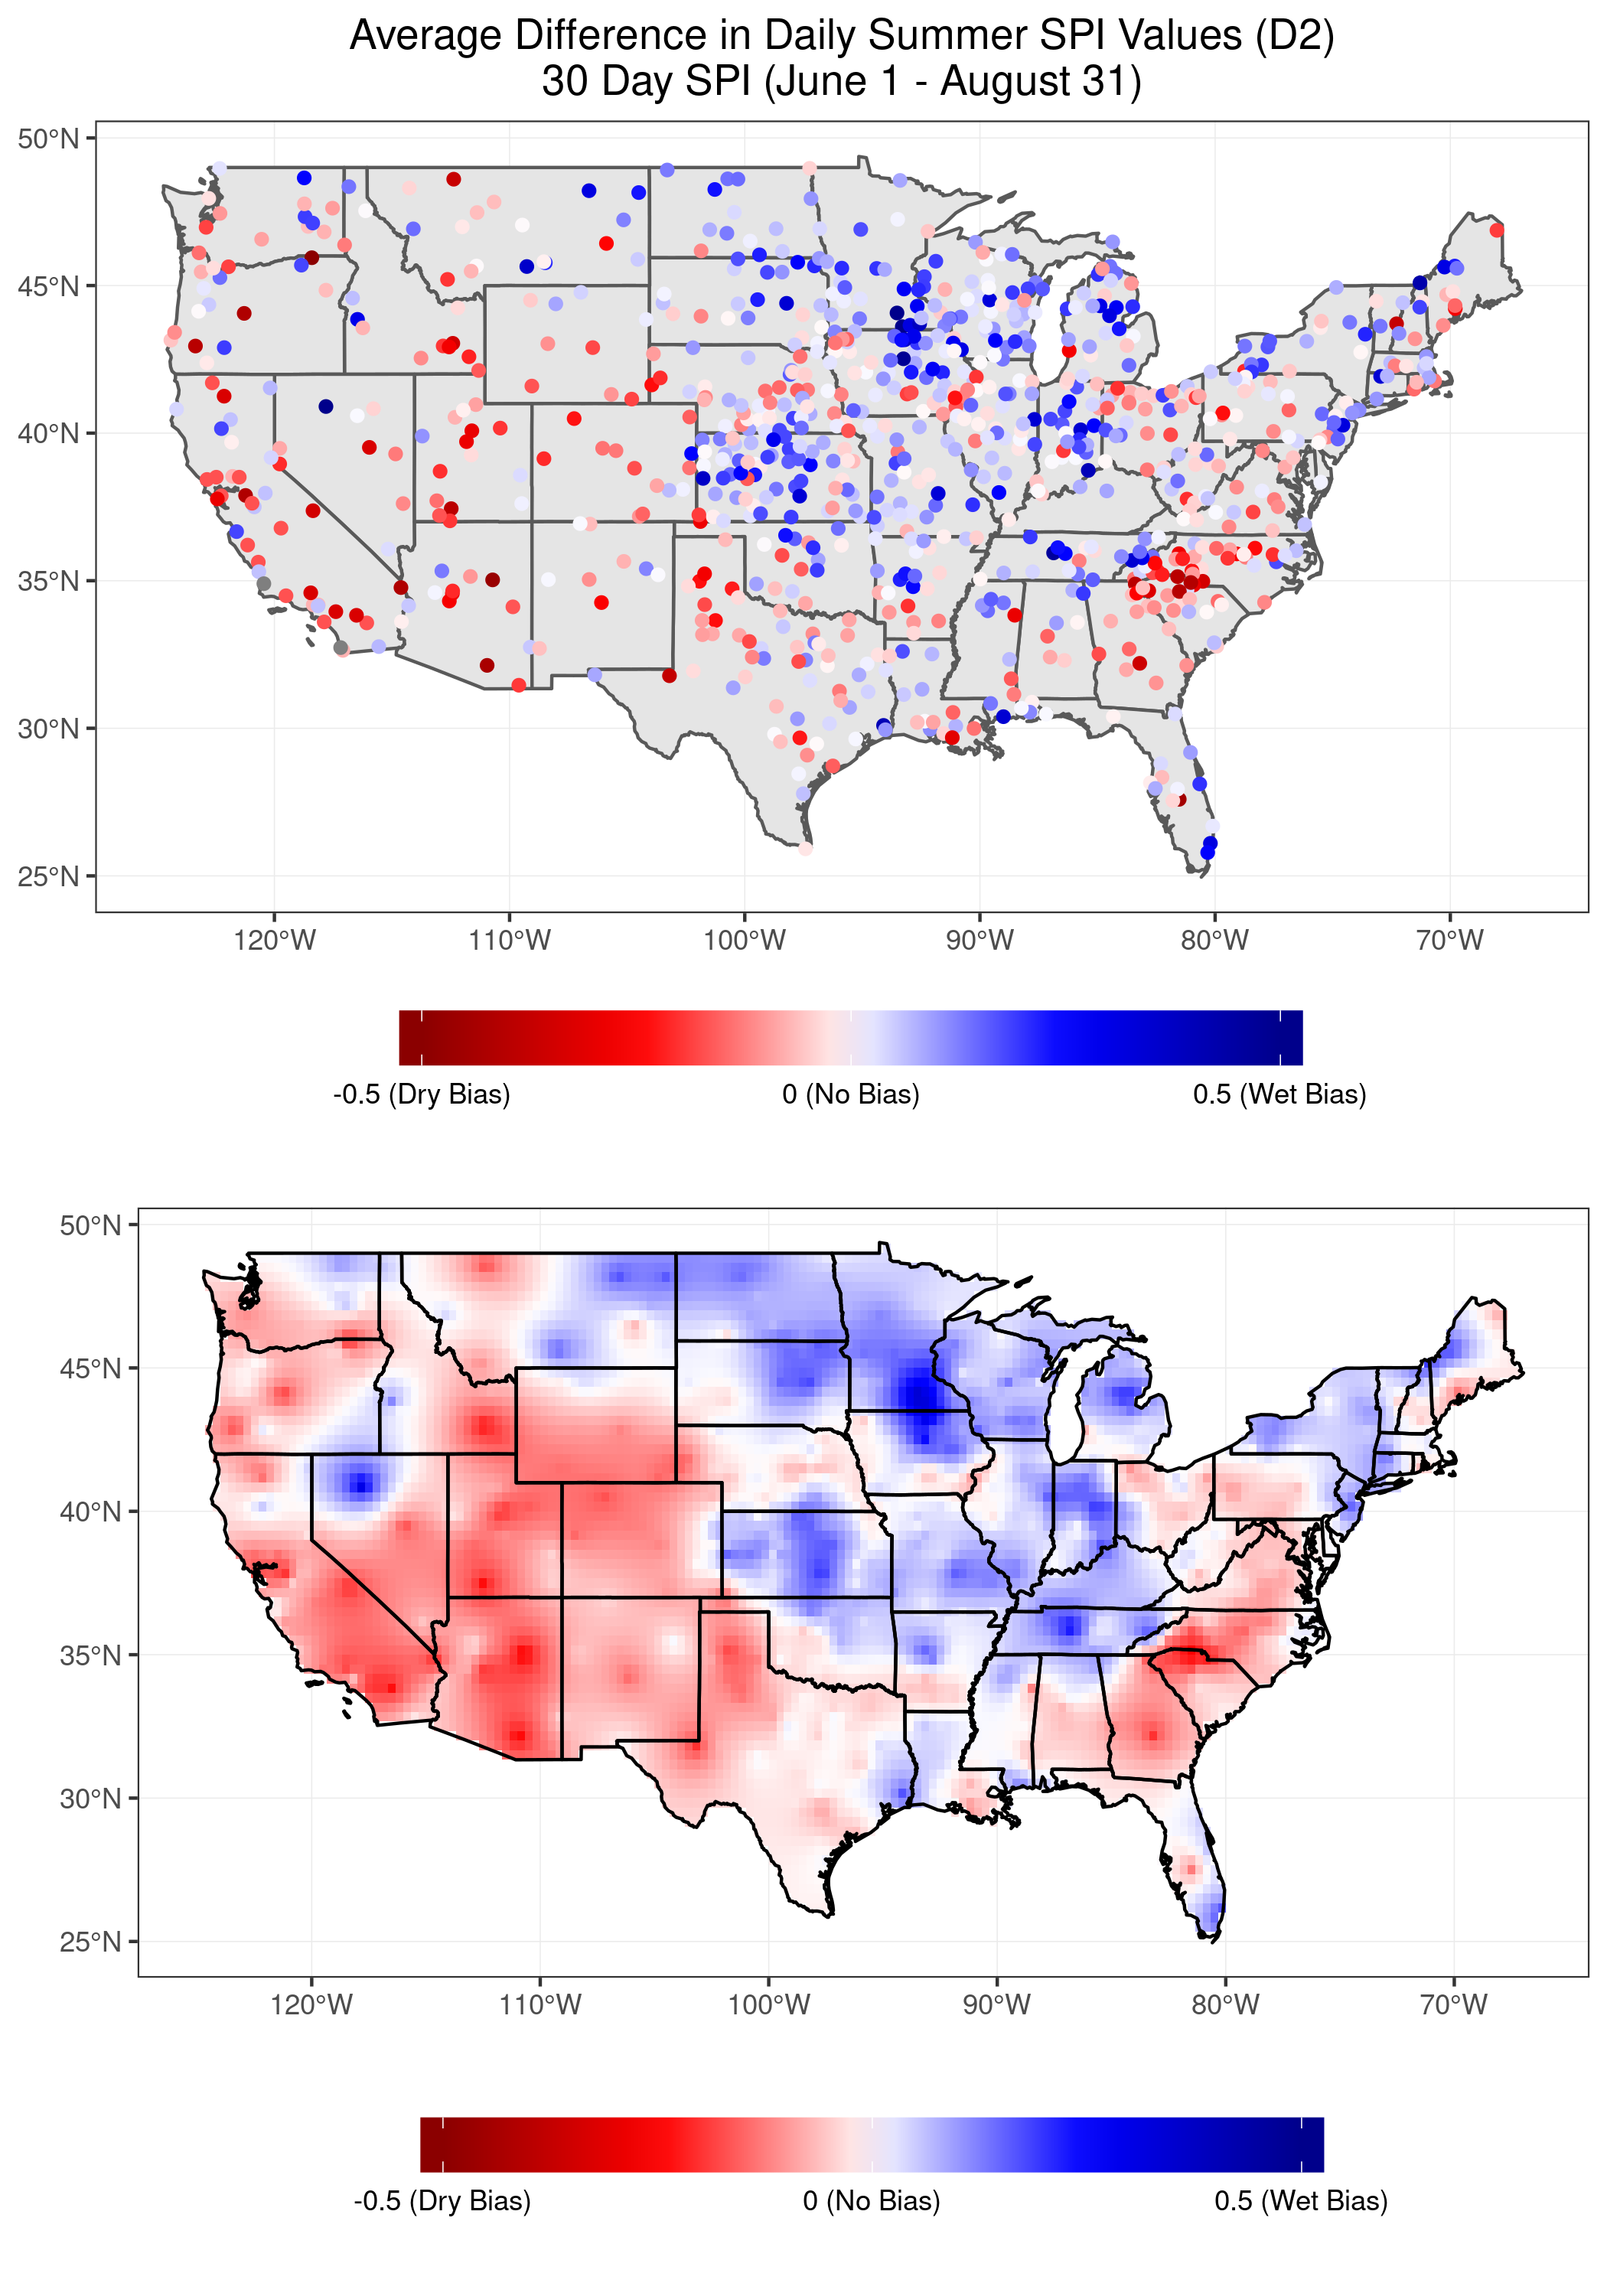 Average Difference in Daily Summer SPI Values (D2)
30 Day SPI (June 1 - August 31)
50°N
45°N
40°N
35°N
30°N
25°N
120°W 110°W 100°W 90°W 80°W 70°W
-0.5 (Dry Bias) 0 (No Bias) 0.5 (Wet Bias)
50°N
45°N
40°N
35°N
30°N
25°N
120°W 110°W 100°W 90°W 80°W 70°W
-0.5 (Dry Bias) 0 (No Bias) 0.5 (Wet Bias)